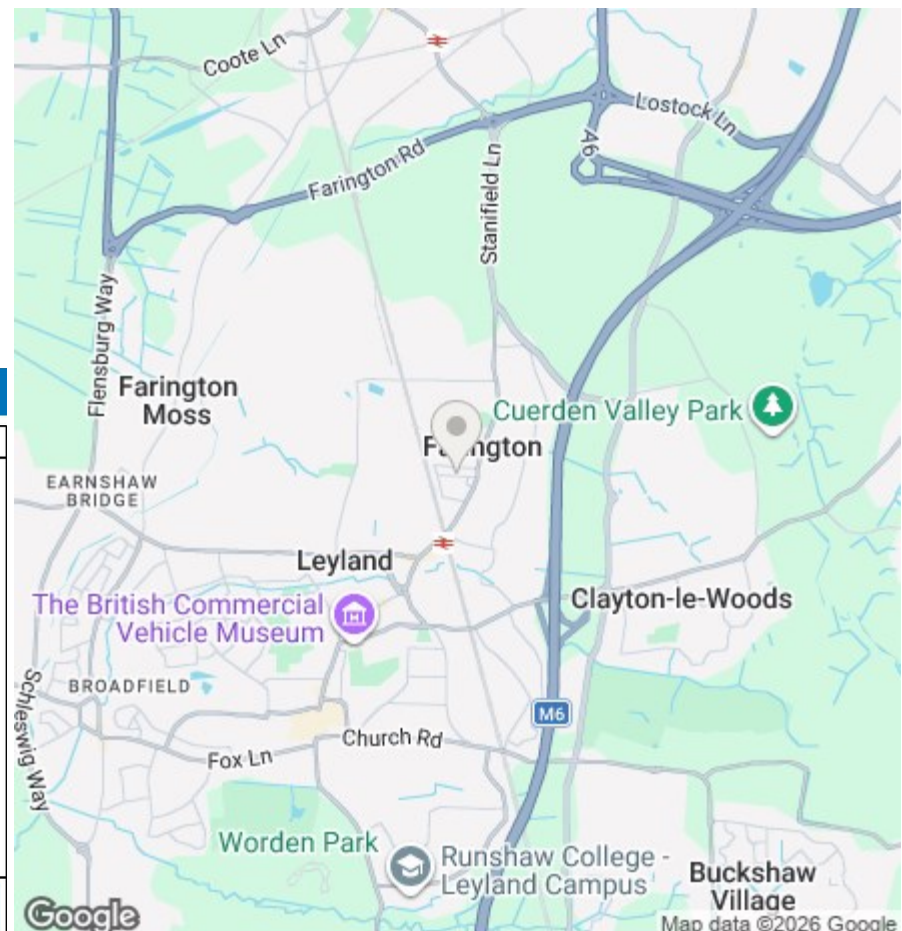 Coote Ln
Lostock Ln
A6
Farington Rd
Stanifield Ln
Flensburg Way
Farington
Moss
Cuerden Valley Park
EARNSHAW
BRIDGE
Leyland
The British Commercial
Vehicle Museum
Clayton-le-Woods
BROADFIELD
Schleswig Way
M6
Church Rd
Fox Ln
Worden Park
Runshaw College -
Leyland Campus
Buckshaw
Village
Google
Map data ©2026 Google